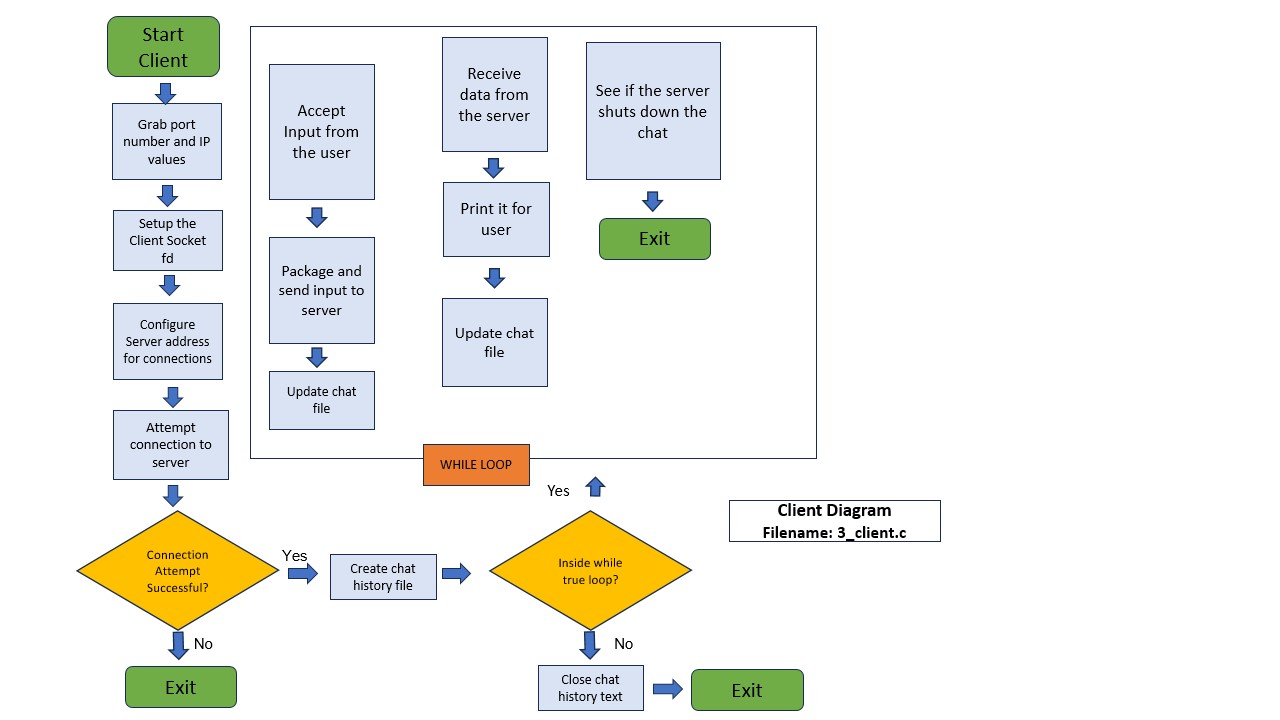 Start
Client
Grab port
number and IP
values
Setup the
Client Socket
fd
Configure
Server address
for connections
Attempt
connection to
server
Connection
Attempt
Successful?
No
Exit
Yes
Create chat
history file
Inside while
true loop?
No
Close chat
history text
Exit
Yes
WHILE LOOP
Accept
Input from
the user
Package and
send input to
server
Update chat
file
Receive
data from
the server
Print it for
user
Update chat
file
See if the server
shuts down the
chat
Exit
Client Diagram
Filename: 3_client.c